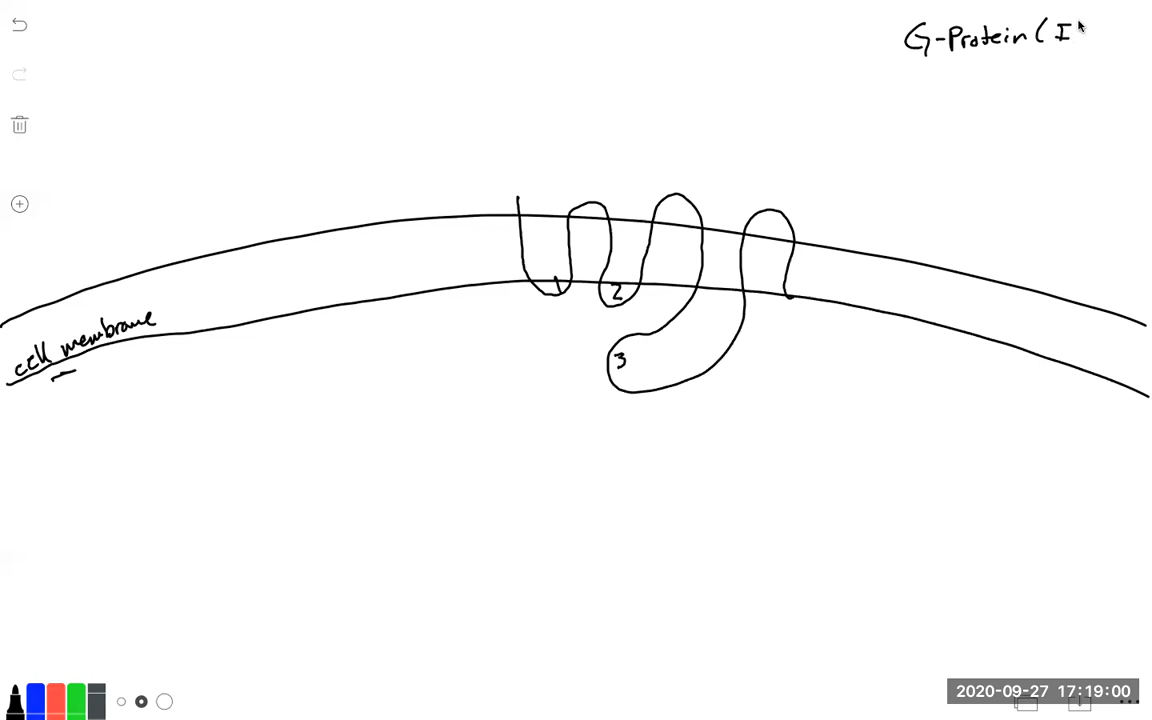 G-Protein ( I
1
2
3
cell membrane
2020-09-27 17:19:00